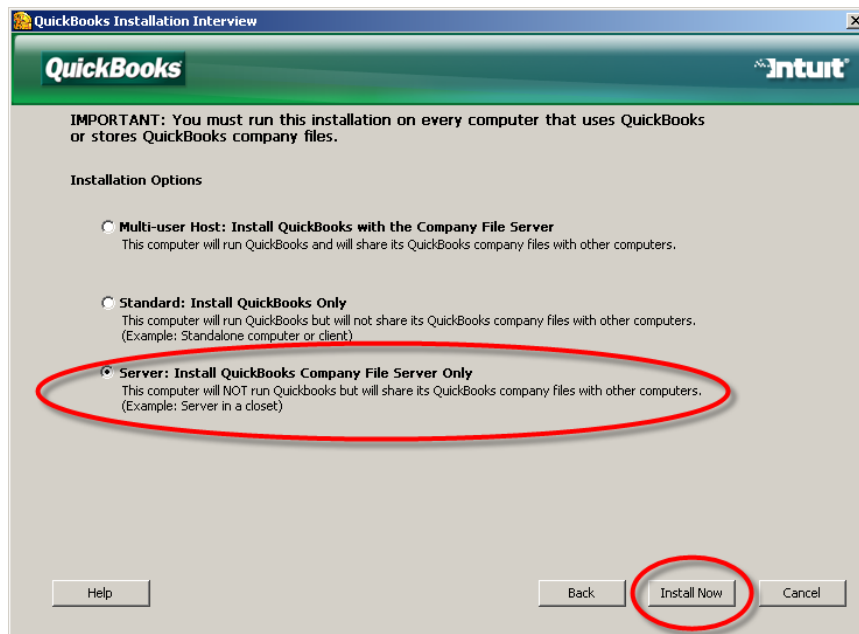 QuickBooks Installation Interview
QuickBooks
Intuit
IMPORTANT: You must run this installation on every computer that uses QuickBooks
or stores QuickBooks company files.
Installation Options
Multi-user Host: Install QuickBooks with the Company File Server
This computer will run QuickBooks and will share its QuickBooks company files with other computers.
Standard: Install QuickBooks Only
This computer will run QuickBooks but will not share its QuickBooks company files with other computers.
(Example: Standalone computer or client)
Server: Install QuickBooks Company File Server Only
This computer will NOT run Quickbooks but will share its QuickBooks company files with other computers.
(Example: Server in a closet)
Help Back Install Now Cancel